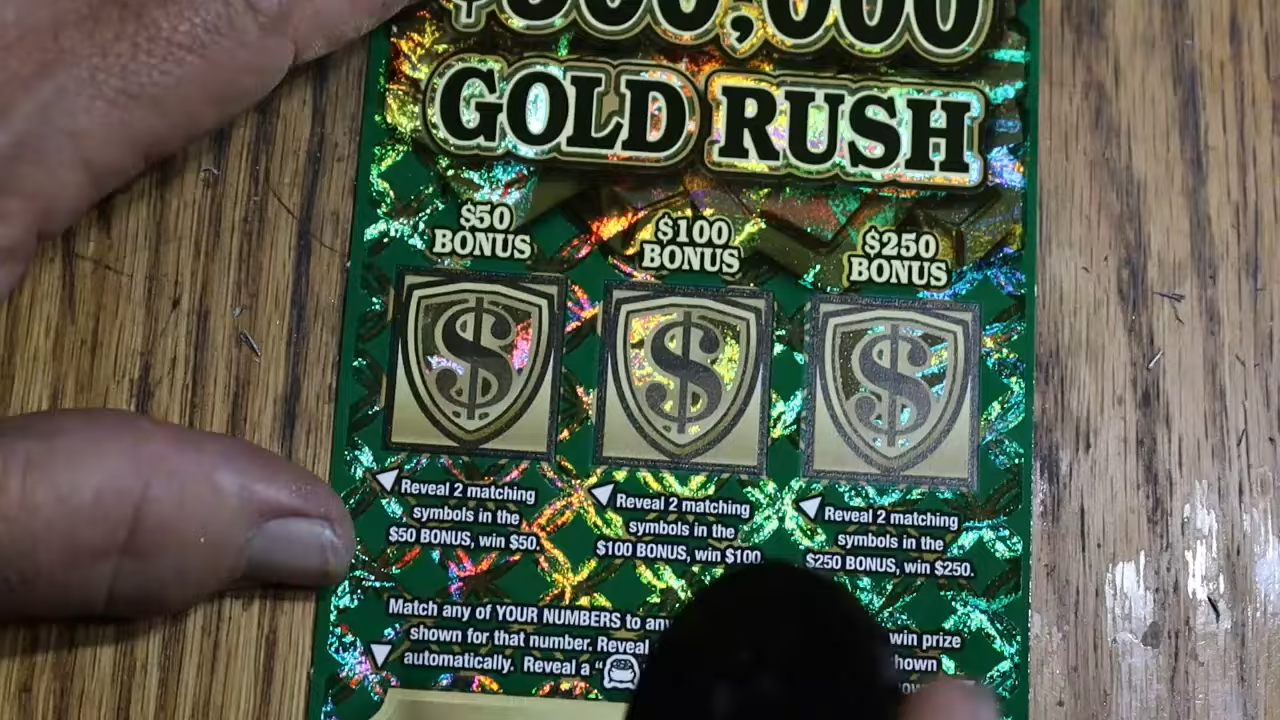 GOLD RUSH
$50
BONUS
$100
BONUS
$250
BONUS
Reveal 2 matching
symbols in the
$50 BONUS, win $50.
Reveal 2 matching
symbols in the
$100 BONUS, win $100.
Reveal 2 matching
symbols in the
$250 BONUS, win $250.
Match any of YOUR NUMBERS to any
win prize
shown for that number. Reveal
automatically. Reveal a "